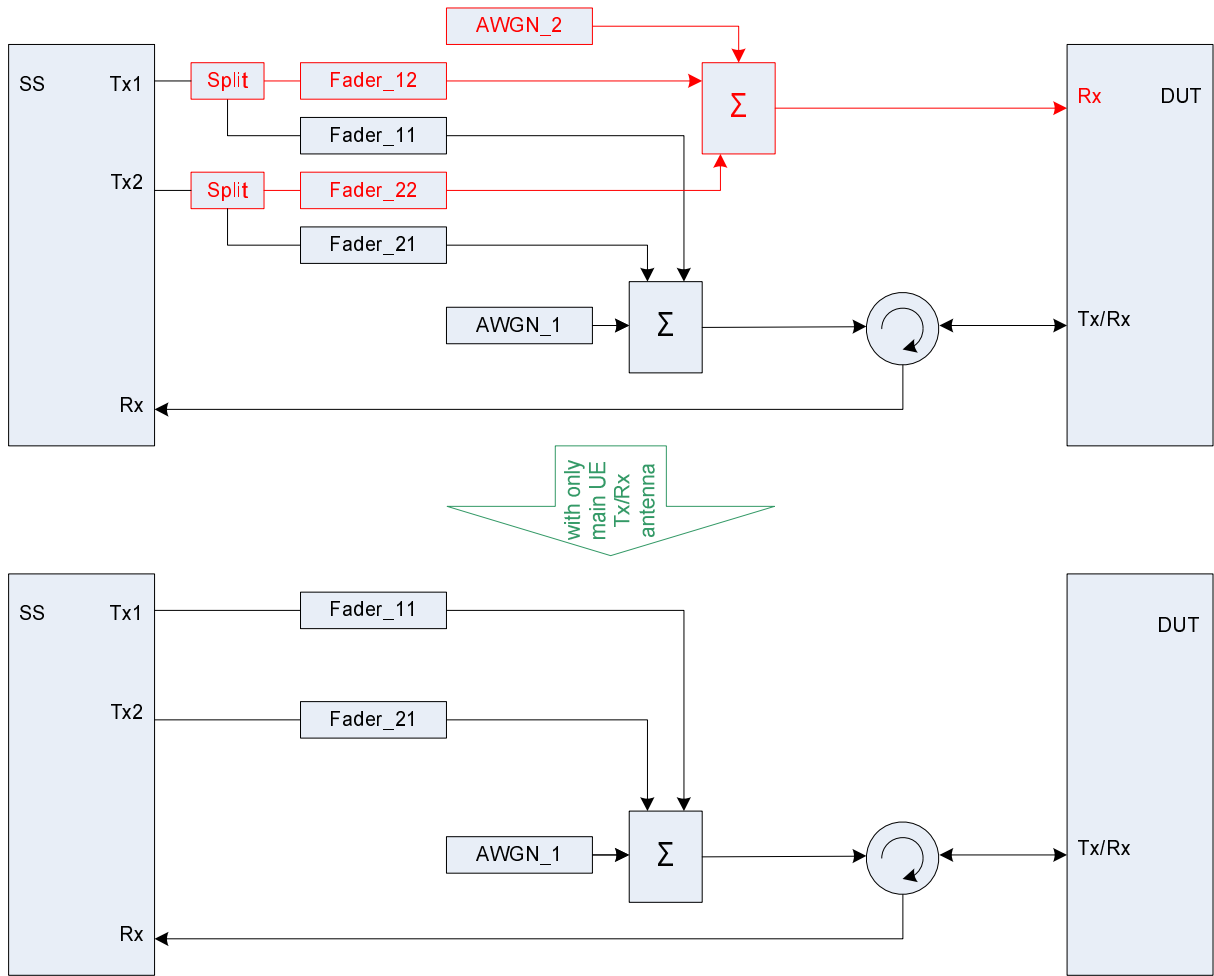 AWGN_2
SS
Tx1
Split
Fader_12
Σ
Rx
DUT
Fader_11
Tx2
Split
Fader_22
Fader_21
AWGN_1
Σ
Tx/Rx
Rx
with only
main UE
Tx/Rx
antenna
SS
Tx1
Fader_11
DUT
Tx2
Fader_21
AWGN_1
Σ
Tx/Rx
Rx